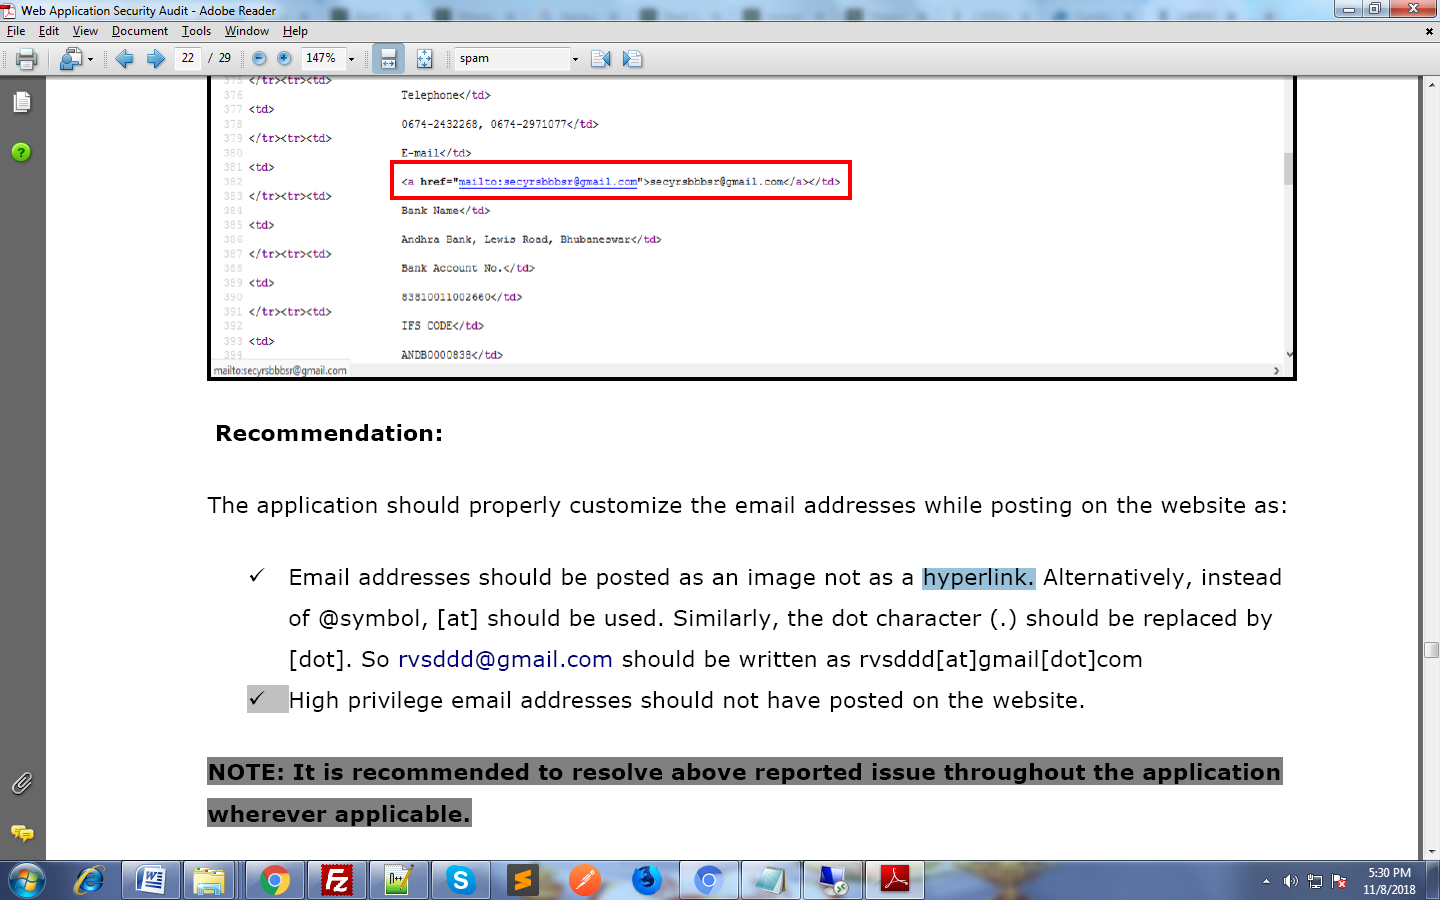 Web Application Security Audit - Adobe Reader
File Edit View Document Tools Window Help
22 / 29 147% spam
375 </tr><tr><td>
376 Telephone</td>
377 <td>
378 0674-2432268, 0674-2971077</td>
379 </tr><tr><td>
380 E-mail</td>
381 <td>
382 <a href="mailto:secyrsbbbsr@gmail.com">secyrsbbbsr@gmail.com</a></td>
383 </tr><tr><td>
384 Bank Name</td>
385 <td>
386 Andhra Bank, Lewis Road, Bhubaneswar</td>
387 </tr><tr><td>
388 Bank Account No.</td>
389 <td>
390 83810011002660</td>
391 </tr><tr><td>
392 IFS CODE</td>
393 <td>
394 ANDB0000838</td>
mailto:secyrsbbbsr@gmail.com
Recommendation:
The application should properly customize the email addresses while posting on the website as:
✓ Email addresses should be posted as an image not as a hyperlink. Alternatively, instead
of @symbol, [at] should be used. Similarly, the dot character (.) should be replaced by
[dot]. So rvsddd@gmail.com should be written as rvsddd[at]gmail[dot]com
✓ High privilege email addresses should not have posted on the website.
NOTE: It is recommended to resolve above reported issue throughout the application
wherever applicable.
5:30 PM
11/8/2018